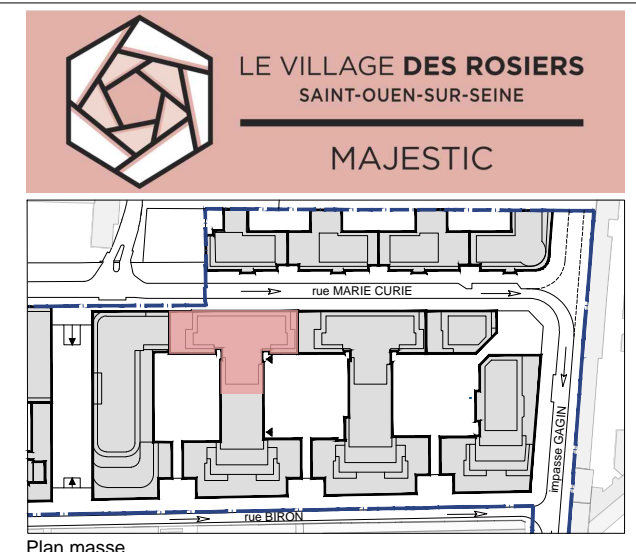 LE VILLAGE DES ROSIERS
SAINT-OUEN-SUR-SEINE
MAJESTIC
rue MARIE CURIE
impasse GAGIN
rue BIRON
Plan masse